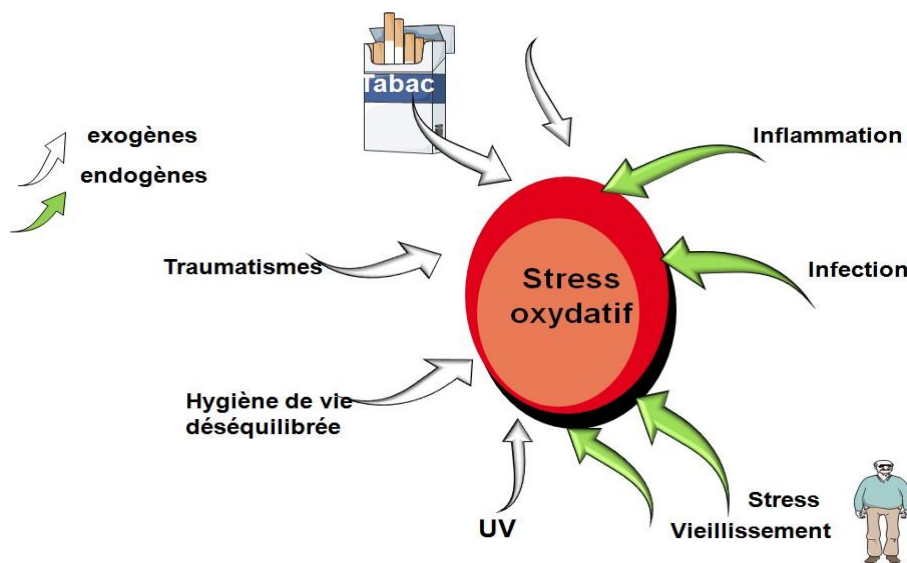 Tabac
exogènes
endogènes
Inflammation
Traumatismes
Infection
Stress
oxydatif
Hygiène de vie
déséquilibrée
UV
Stress
Vieillissement